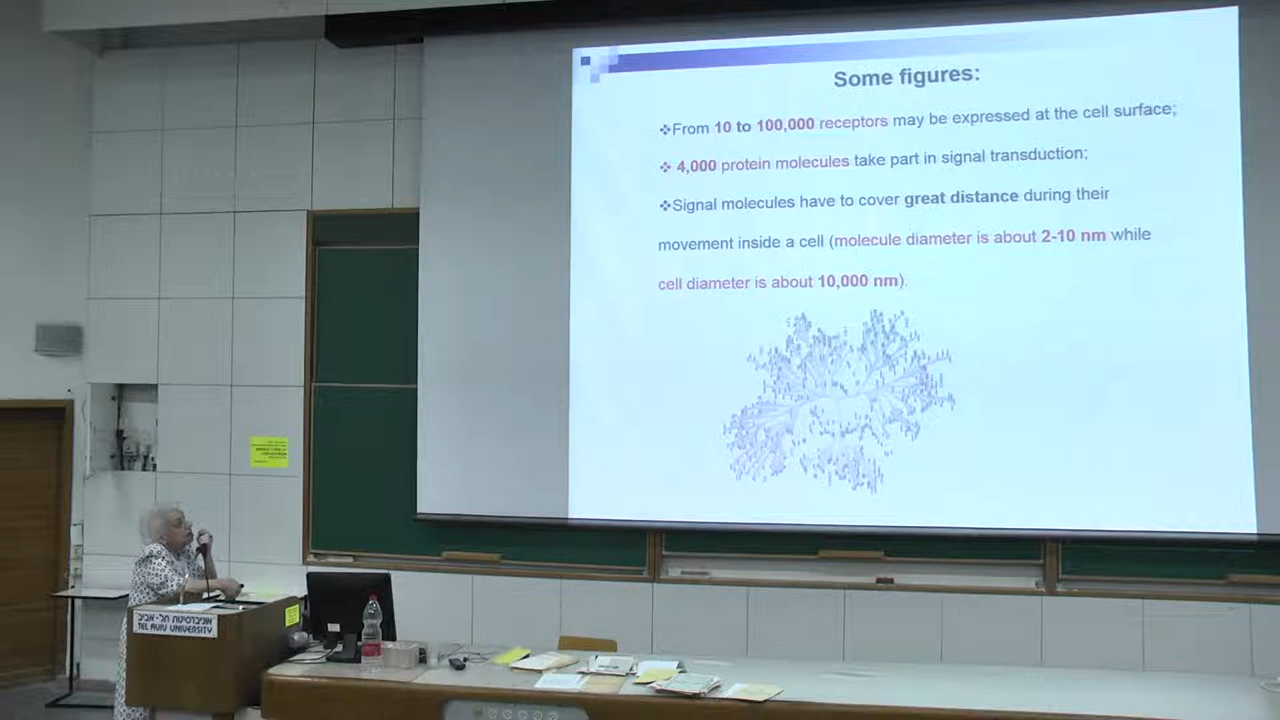 Some figures:
❖From 10 to 100,000 receptors may be expressed at the cell surface;
❖ 4,000 protein molecules take part in signal transduction;
❖Signal molecules have to cover great distance during their
movement inside a cell (molecule diameter is about 2-10 nm while
cell diameter is about 10,000 nm).
אוניברסיטת תל-אביב
TEL AVIV UNIVERSITY